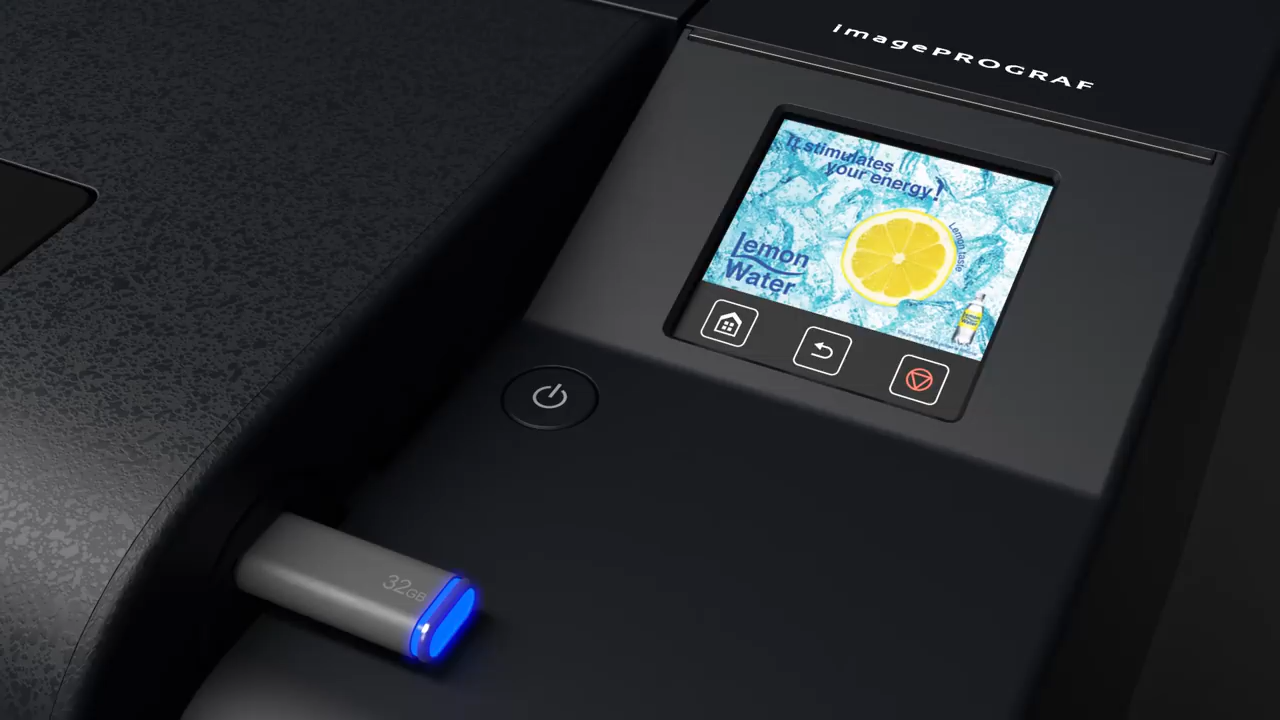 imagePROGRAF
It stimulates
your energy!
Lemon taste
Lemon
Water
32GB